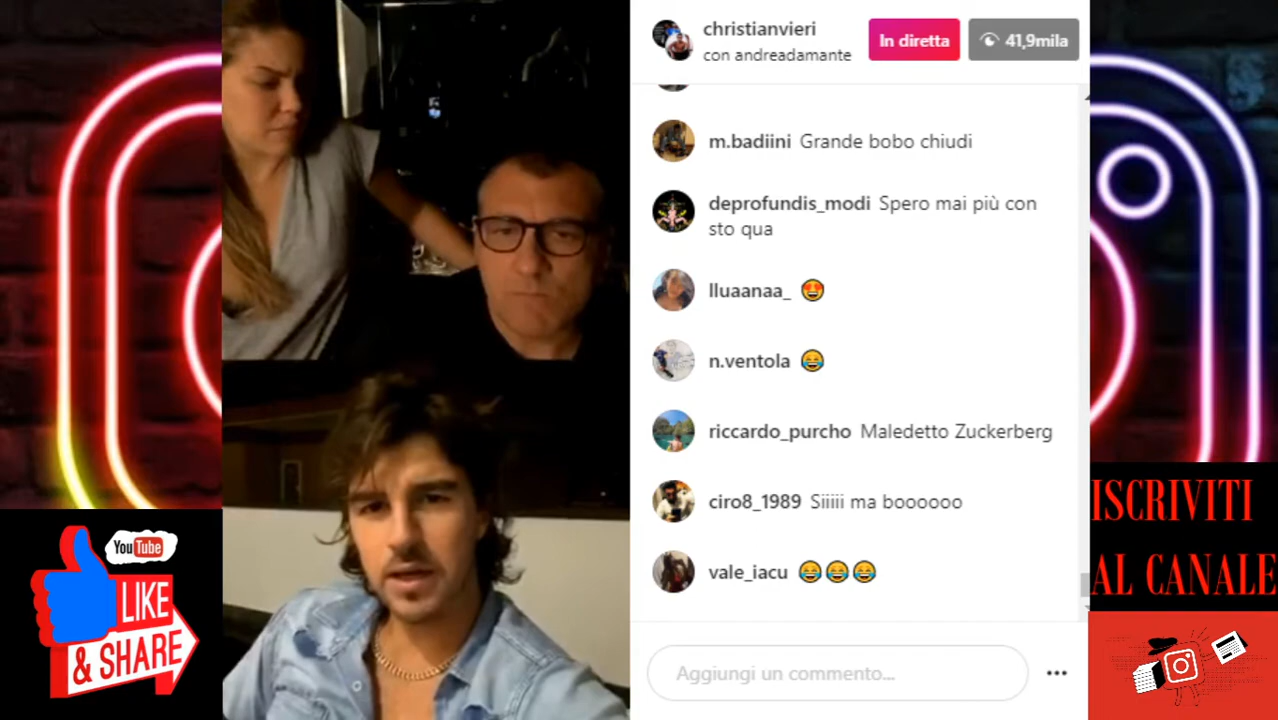 christianvieri
con andreadamante
In diretta
41,9mila
m.badiini Grande bobo chiudi
deprofundis_modi Spero mai più con
sto qua
lluaanaa_ 😍
n.ventola 😂
riccardo_purcho Maledetto Zuckerberg
ciro8_1989 Siiiii ma boooooo
vale_iacu 😂😂😂
Aggiungi un commento...
YouTube
LIKE
& SHARE
ISCRIVITI
AL CANALE